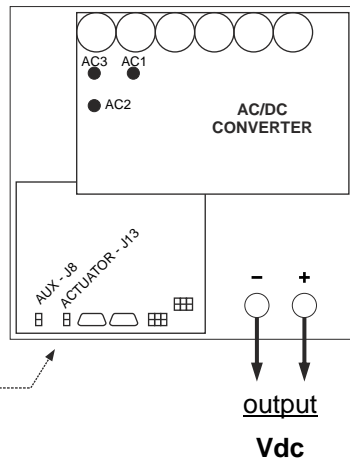 AC3 AC1
AC2
AC/DC
CONVERTER
AUX - J8
ACTUATOR - J13
- +
output
Vdc